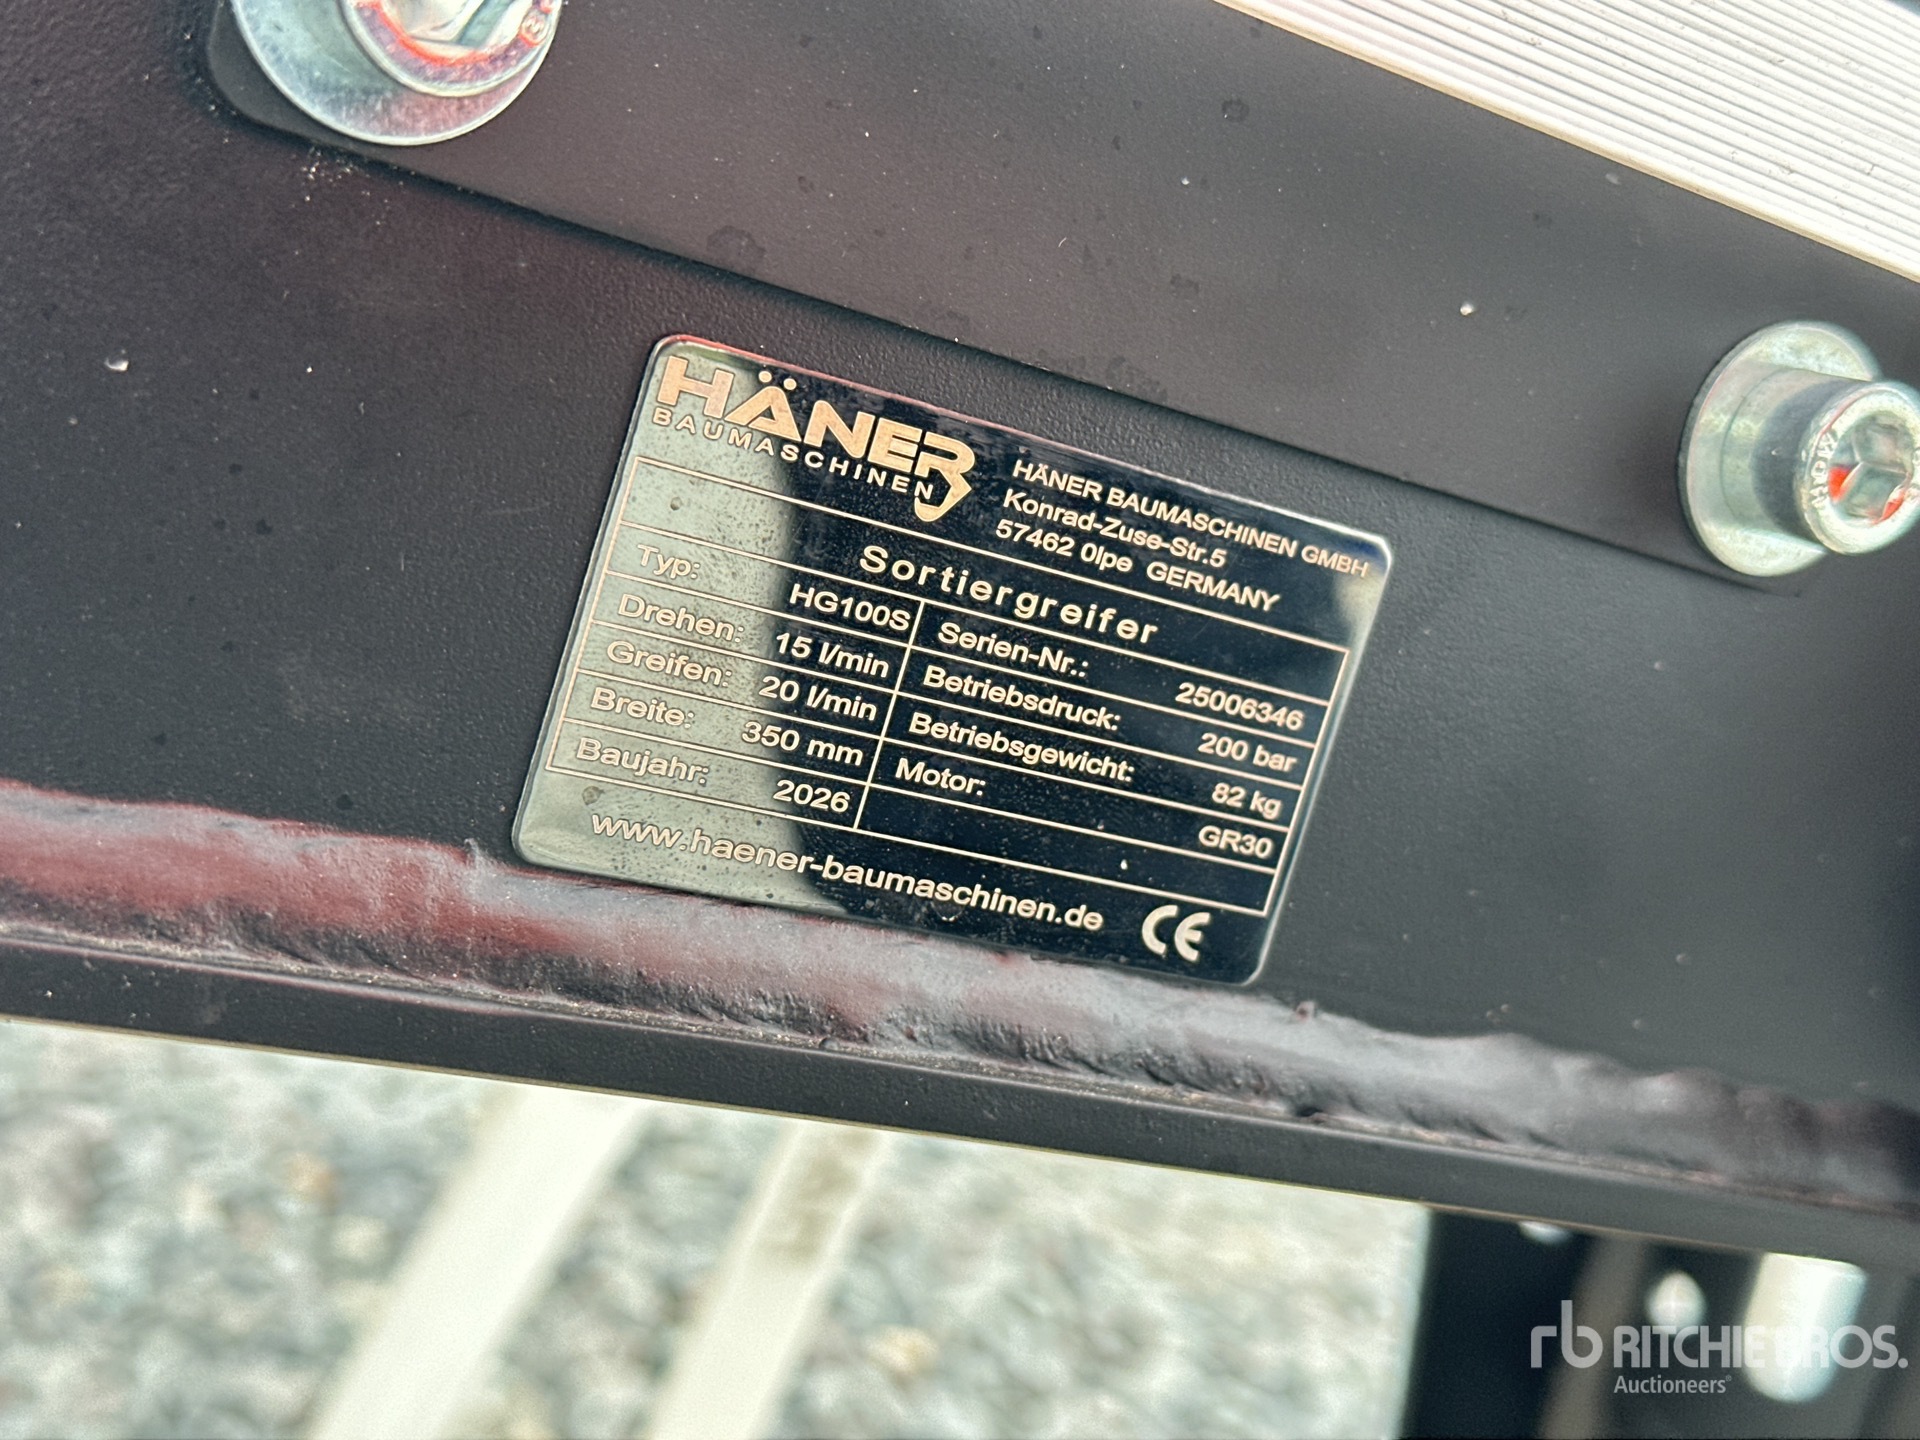 HÄNER
BAUMASCHINEN
HÄNER BAUMASCHINEN GMBH
Konrad-Zuse-Str.5
57462 Olpe GERMANY
Sortiergreifer
Typ: HG100S Serien-Nr.: 25006346
Drehen: 15 l/min Betriebsdruck: 200 bar
Greifen: 20 l/min Betriebsgewicht: 82 kg
Breite: 350 mm Motor: GR30
Baujahr: 2026
www.haener-baumaschinen.de CE
rb RITCHIE BROS.
Auctioneers®